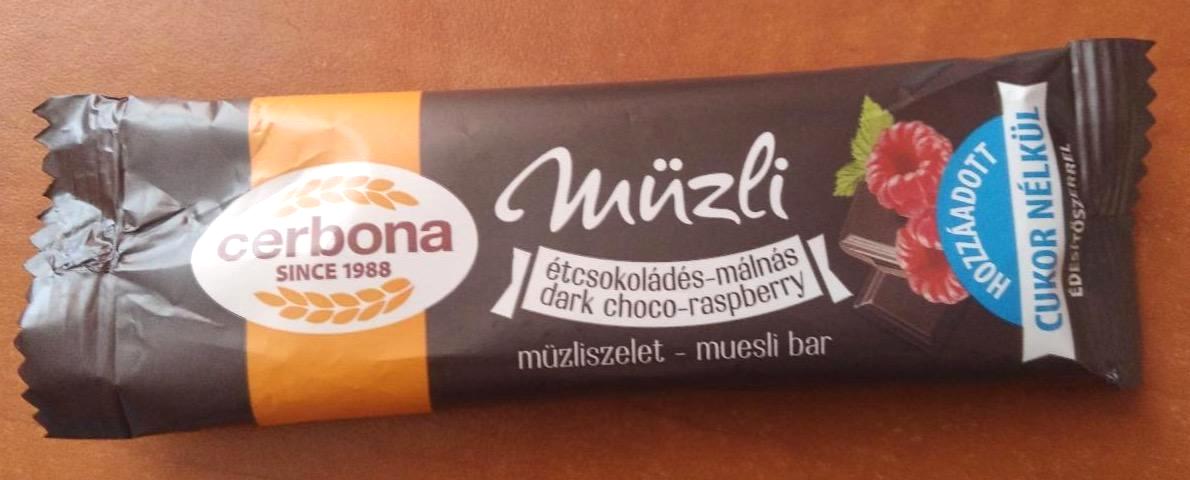 cerbona
SINCE 1988
müzli
étcsokoládés-málnás
dark choco-raspberry
müzliszelet - muesli bar
HOZZÁADOTT
CUKOR NÉLKÜL
ÉDESÍTŐSZERREL